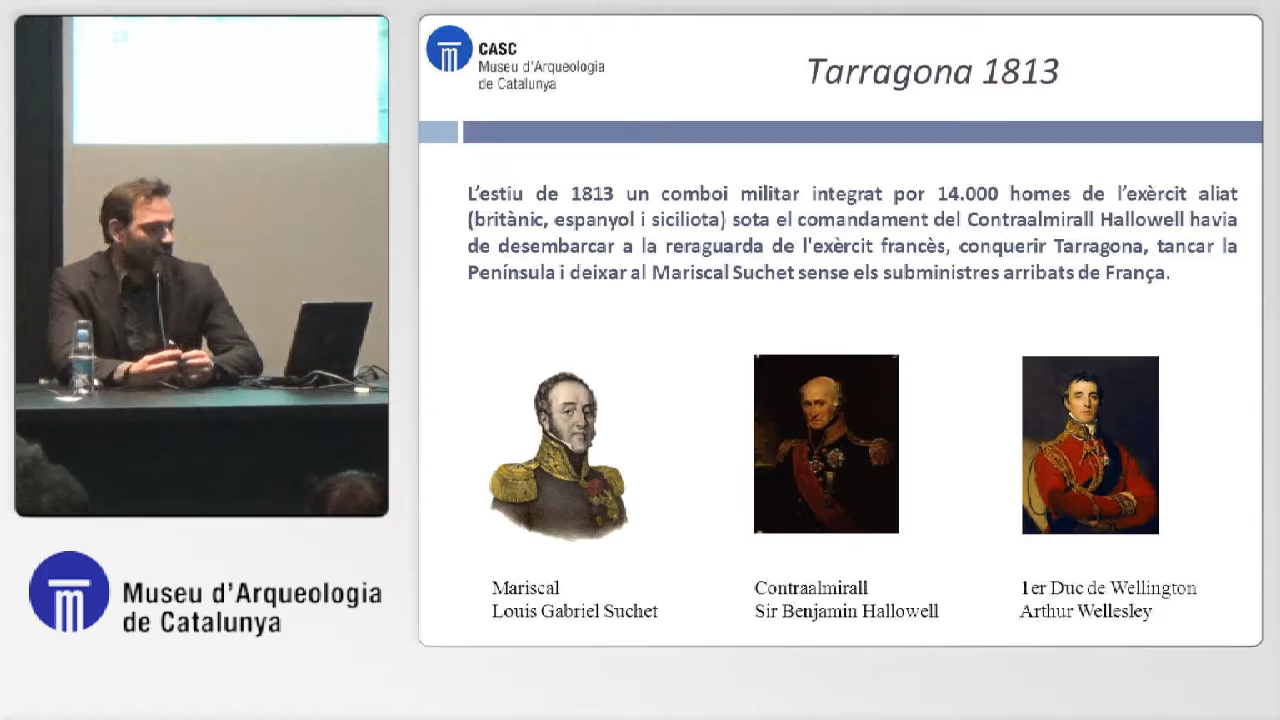 CASC
Museu d'Arqueologia
de Catalunya
Tarragona 1813
L'estiu de 1813 un comboi militar integrat por 14.000 homes de l'exèrcit aliat
(britànic, espanyol i siciliota) sota el comandament del Contraalmirall Hallowell havia
de desembarcar a la reraguarda de l'exèrcit francès, conquerir Tarragona, tancar la
Península i deixar al Mariscal Suchet sense els subministres arribats de França.
Mariscal
Louis Gabriel Suchet
Contraalmirall
Sir Benjamin Hallowell
1er Duc de Wellington
Arthur Wellesley
Museu d'Arqueologia
de Catalunya